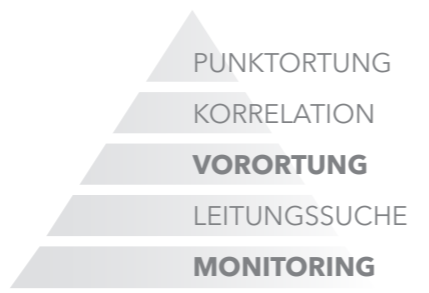 PUNKTORTUNG
KORRELATION
VORORTUNG
LEITUNGSSUCHE
MONITORING